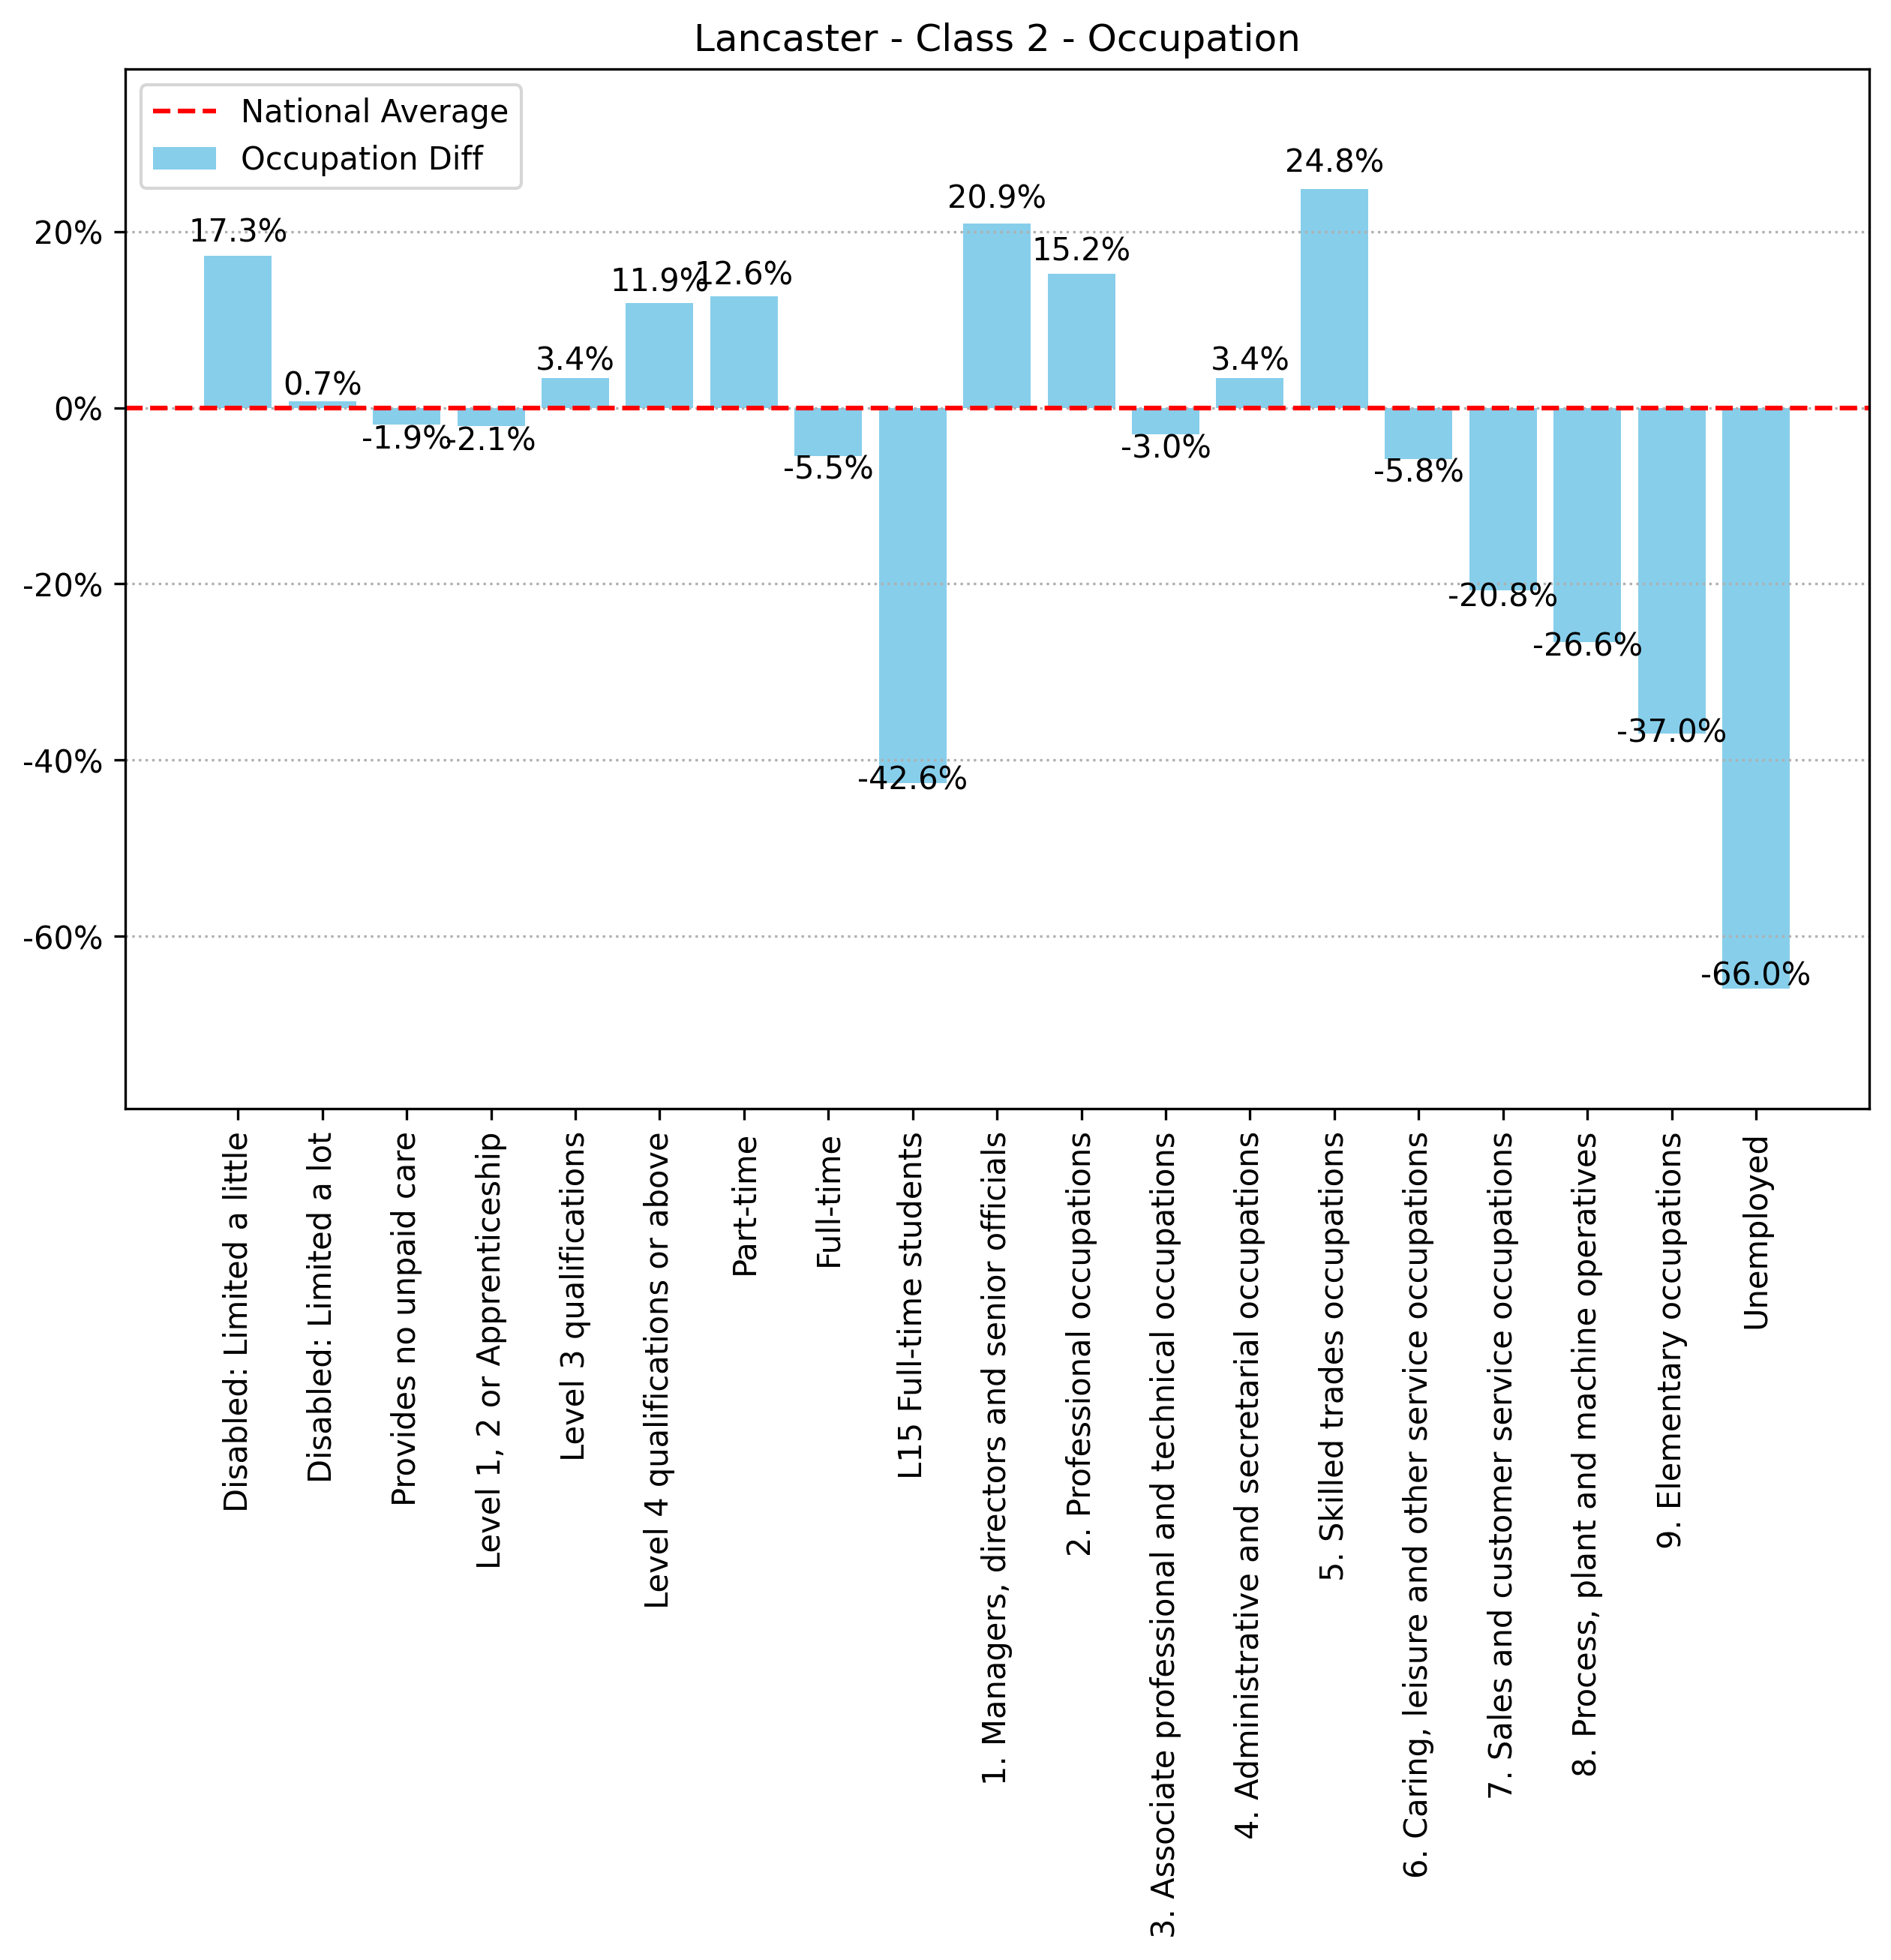 Lancaster - Class 2 - Occupation
National Average
Occupation Diff
20%
0%
-20%
-40%
-60%
17.3%
0.7%
-1.9%
-2.1%
3.4%
11.9%
12.6%
-5.5%
-42.6%
20.9%
15.2%
-3.0%
3.4%
24.8%
-5.8%
-20.8%
-26.6%
-37.0%
-66.0%
Disabled: Limited a little
Disabled: Limited a lot
Provides no unpaid care
Level 1, 2 or Apprenticeship
Level 3 qualifications
Level 4 qualifications or above
Part-time
Full-time
L15 Full-time students
1. Managers, directors and senior officials
2. Professional occupations
3. Associate professional and technical occupations
4. Administrative and secretarial occupations
5. Skilled trades occupations
6. Caring, leisure and other service occupations
7. Sales and customer service occupations
8. Process, plant and machine operatives
9. Elementary occupations
Unemployed